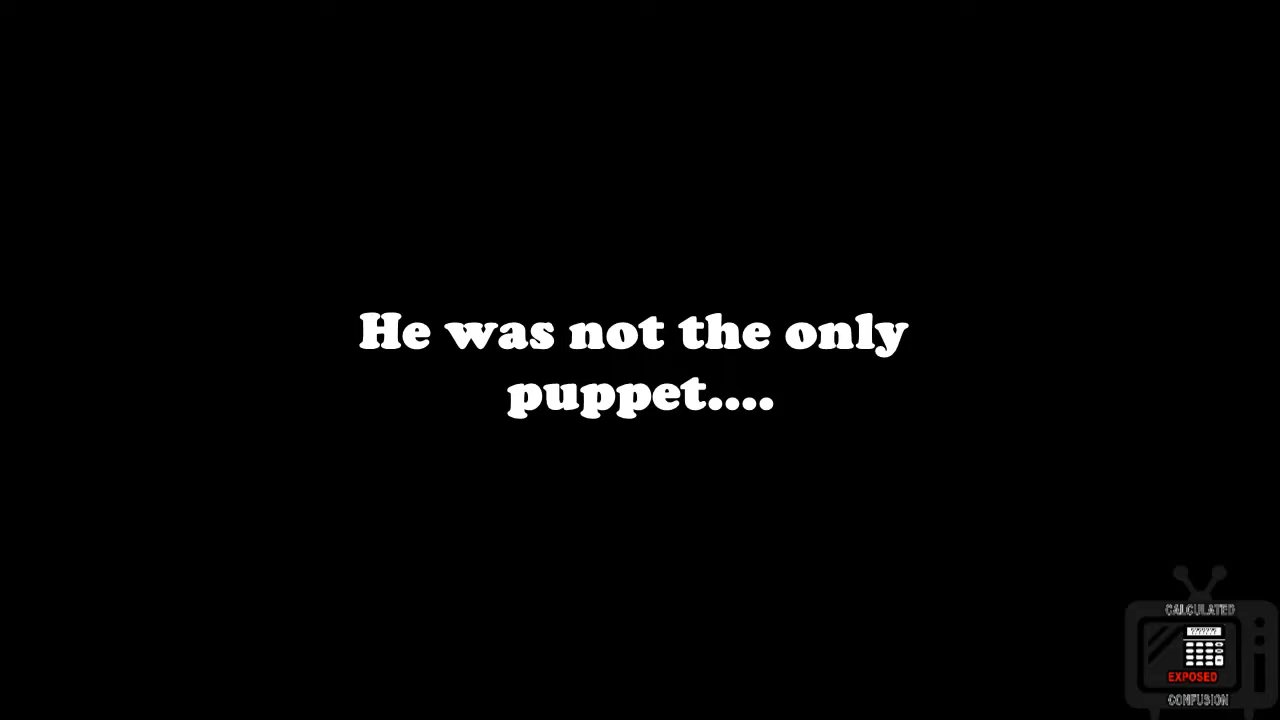 He was not the only
puppet....
CALCULATED
???????
EXPOSED
CONFUSION